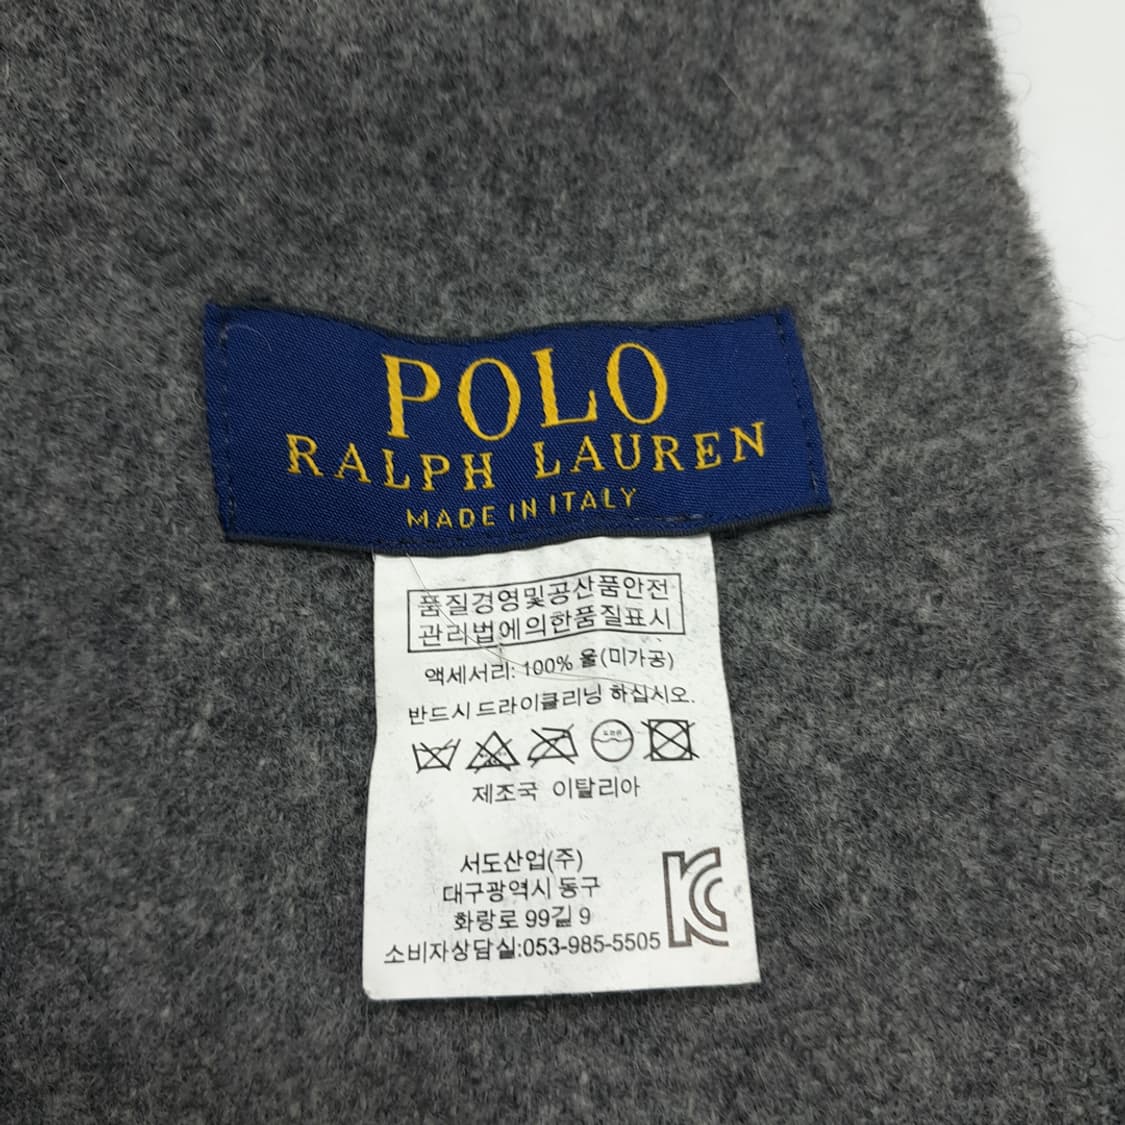 POLO
RALPH LAUREN
MADE IN ITALY
품질경영및공산품안전
관리법에의한품질표시
액세서리: 100% 울(미가공)
반드시드라이클리닝 하십시오.
제조국 이탈리아
서도산업(주)
대구광역시 동구
화랑로 99길 9
소비자상담실:053-985-5505